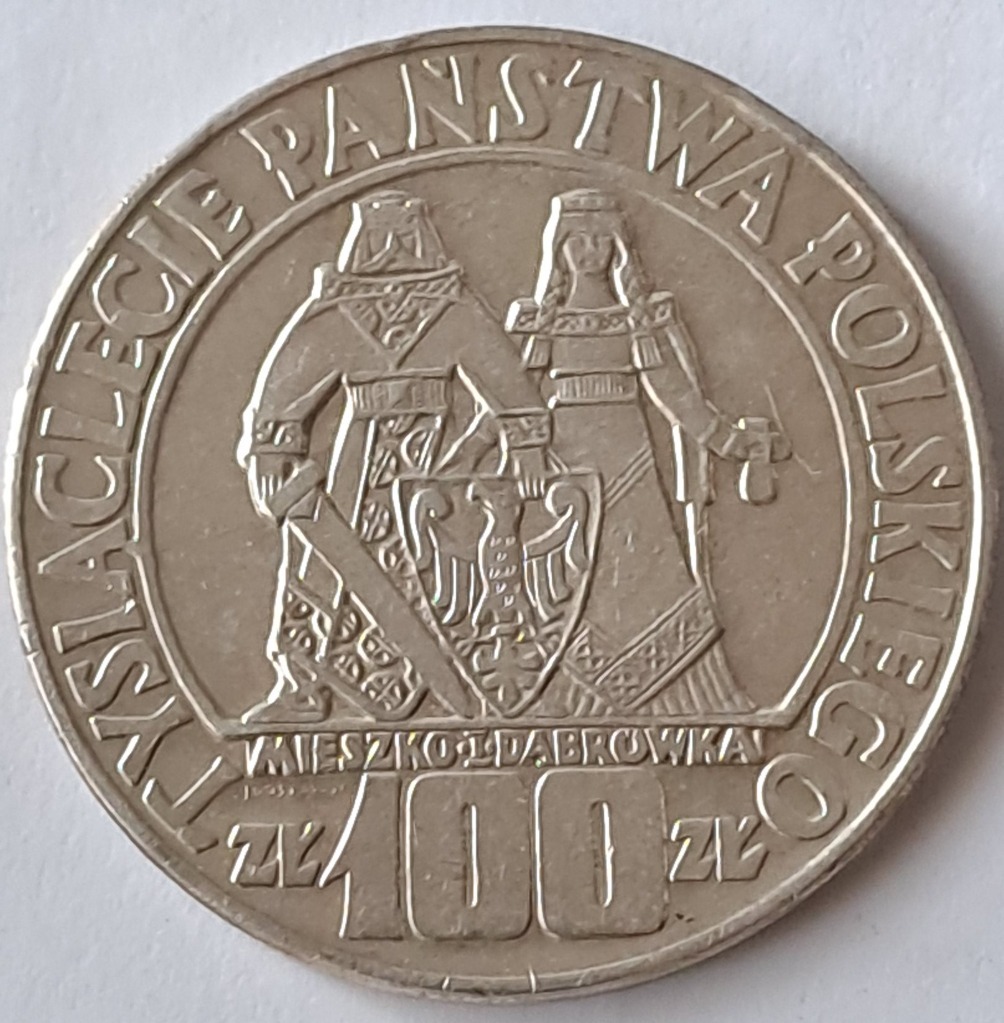 TYSIĄCLECIE PAŃSTWA POLSKIEGO
MIESZKO·I DĄBRÓWKA
ZŁ 100 ZŁ